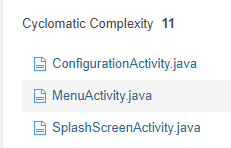 Cyclomatic Complexity 11
ConfigurationActivity.java
MenuActivity.java
SplashScreenActivity.java